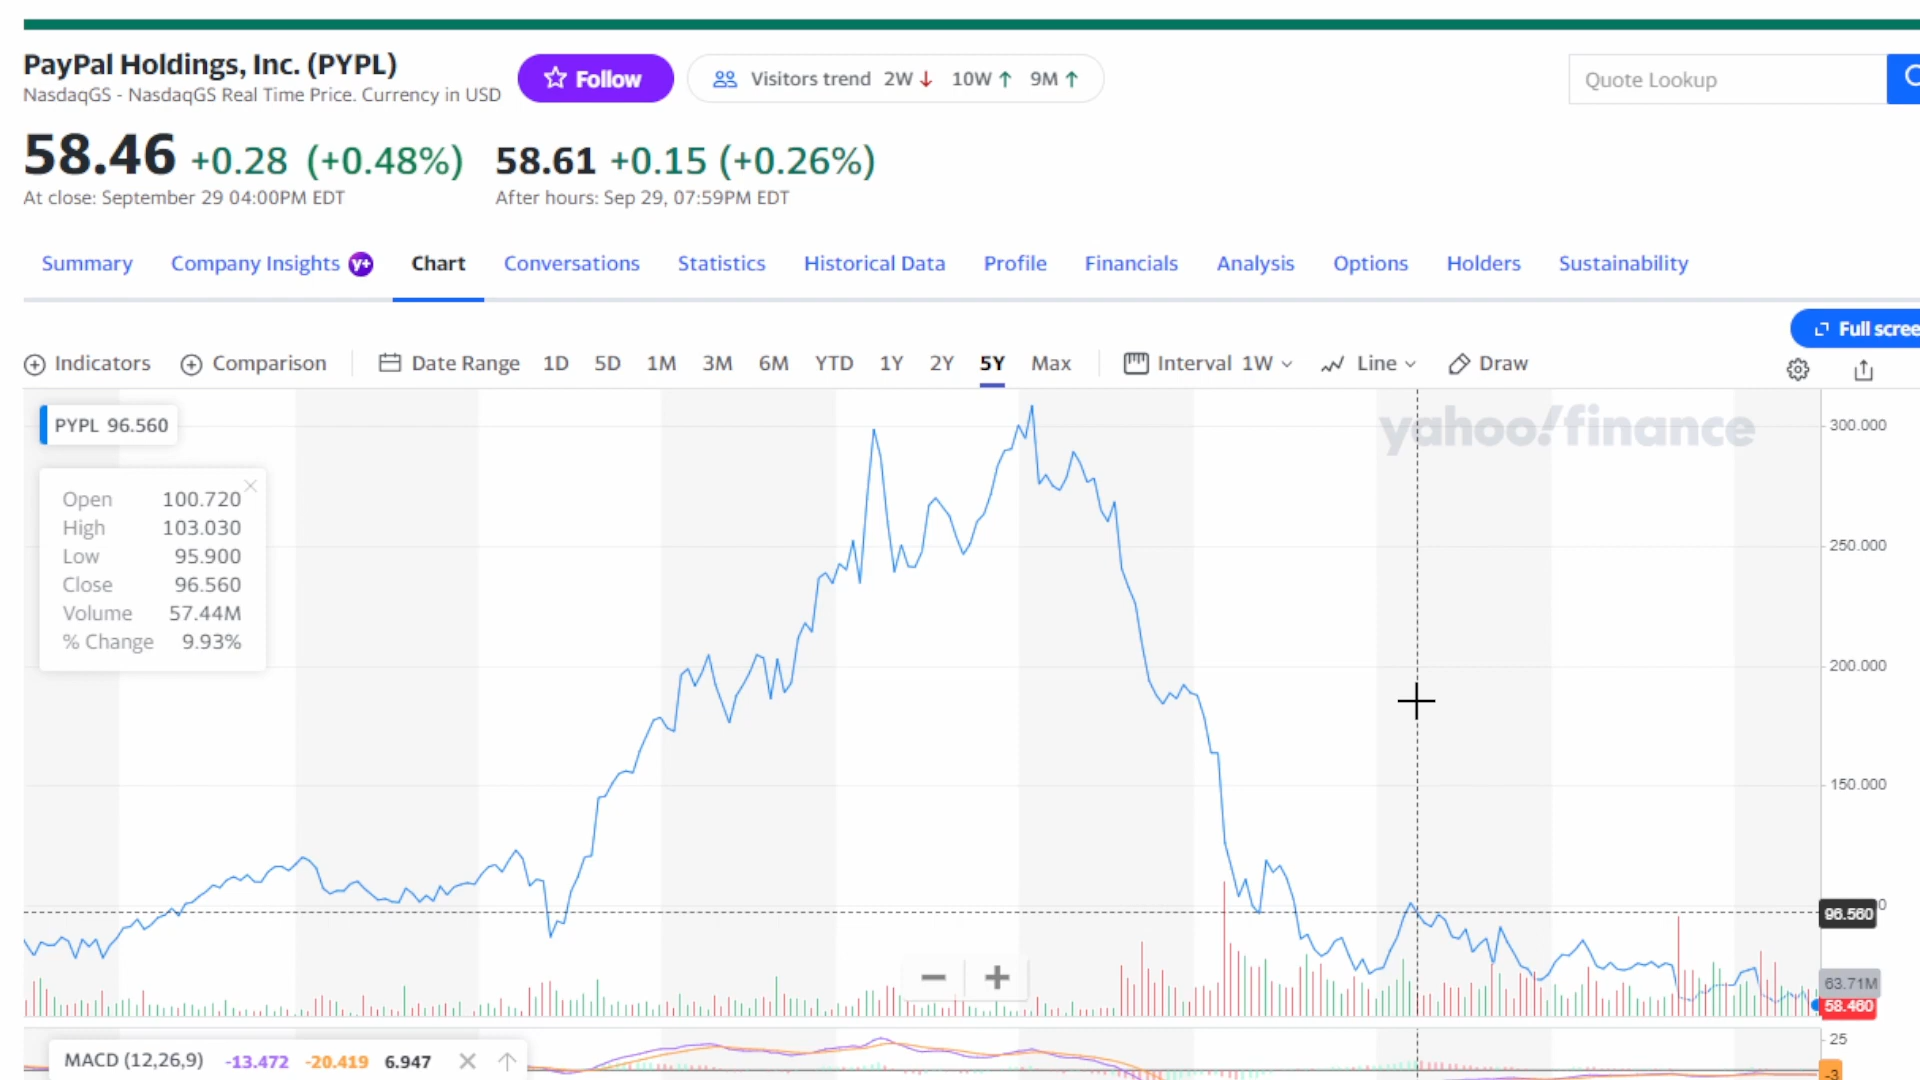 PayPal Holdings, Inc. (PYPL)
NasdaqGS - NasdaqGS Real Time Price. Currency in USD
Follow
Visitors trend 2W ↓ 10W ↑ 9M ↑
Quote Lookup
58.46 +0.28 (+0.48%) 58.61 +0.15 (+0.26%)
At close: September 29 04:00PM EDT After hours: Sep 29, 07:59PM EDT
Summary Company Insights y+ Chart Conversations Statistics Historical Data Profile Financials Analysis Options Holders Sustainability
Full scree
Indicators Comparison Date Range 1D 5D 1M 3M 6M YTD 1Y 2Y 5Y Max Interval 1W Line Draw
PYPL 96.560
yahoo!finance
300.000
Open 100.720
High 103.030
Low 95.900
Close 96.560
Volume 57.44M
% Change 9.93%
250.000
200.000
150.000
0
96.560
63.71M
58.460
25
MACD (12,26,9) -13.472 -20.419 6.947
-3